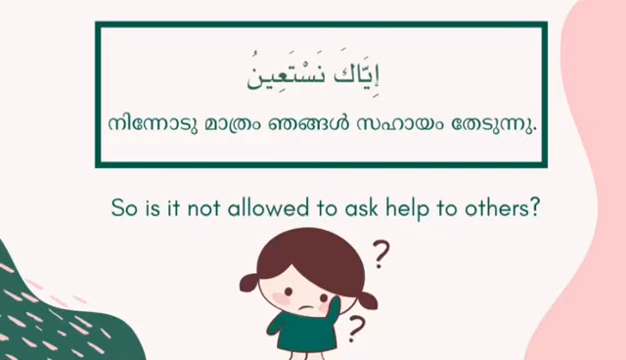 إِيَّاكَ نَسْتَعِينُ
നിന്നോടു മാത്രം ഞങ്ങൾ സഹായം തേടുന്നു.
So is it not allowed to ask help to others?
?
?